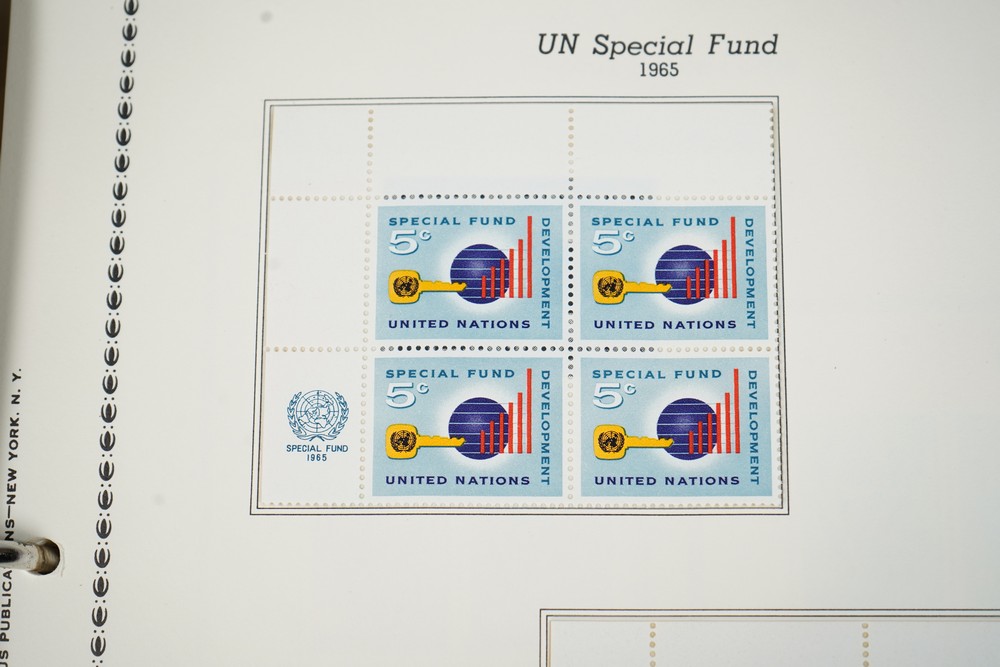 UN Special Fund
1965
SPECIAL FUND
5c
DEVELOPMENT
UNITED NATIONS
SPECIAL FUND
5c
DEVELOPMENT
UNITED NATIONS
SPECIAL FUND
5c
DEVELOPMENT
UNITED NATIONS
SPECIAL FUND
5c
DEVELOPMENT
UNITED NATIONS
SPECIAL FUND
1965
NS—NEW YORK. N. Y.
US PUBLICA